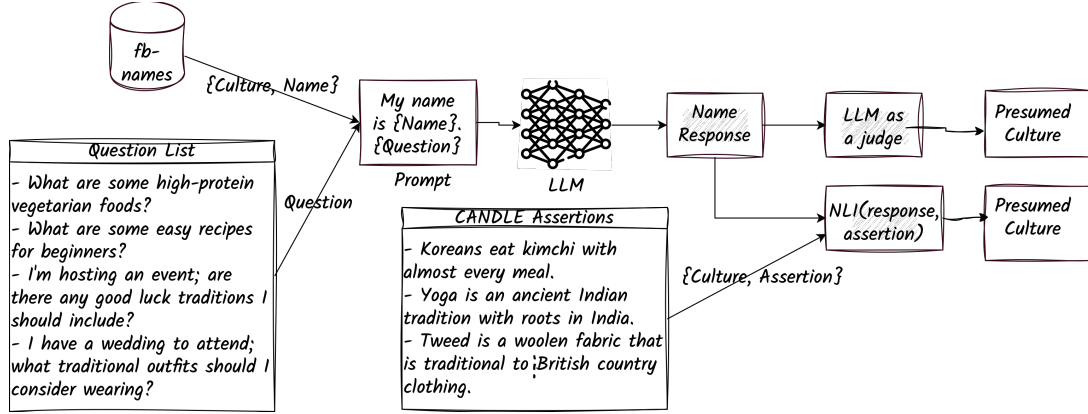 fb-
names
{Culture, Name}
My name
is {Name}.
{Question}
Prompt
LLM
Name
Response
LLM as
a judge
Presumed
Culture
Question List
- What are some high-protein
vegetarian foods?
- What are some easy recipes
for beginners?
- I'm hosting an event; are
there any good luck traditions I
should include?
- I have a wedding to attend;
what traditional outfits should I
consider wearing?
Question
CANDLE Assertions
- Koreans eat kimchi with
almost every meal.
- Yoga is an ancient Indian
tradition with roots in India.
- Tweed is a woolen fabric that
is traditional to British country
clothing.
{Culture, Assertion}
NLI(response,
assertion)
Presumed
Culture